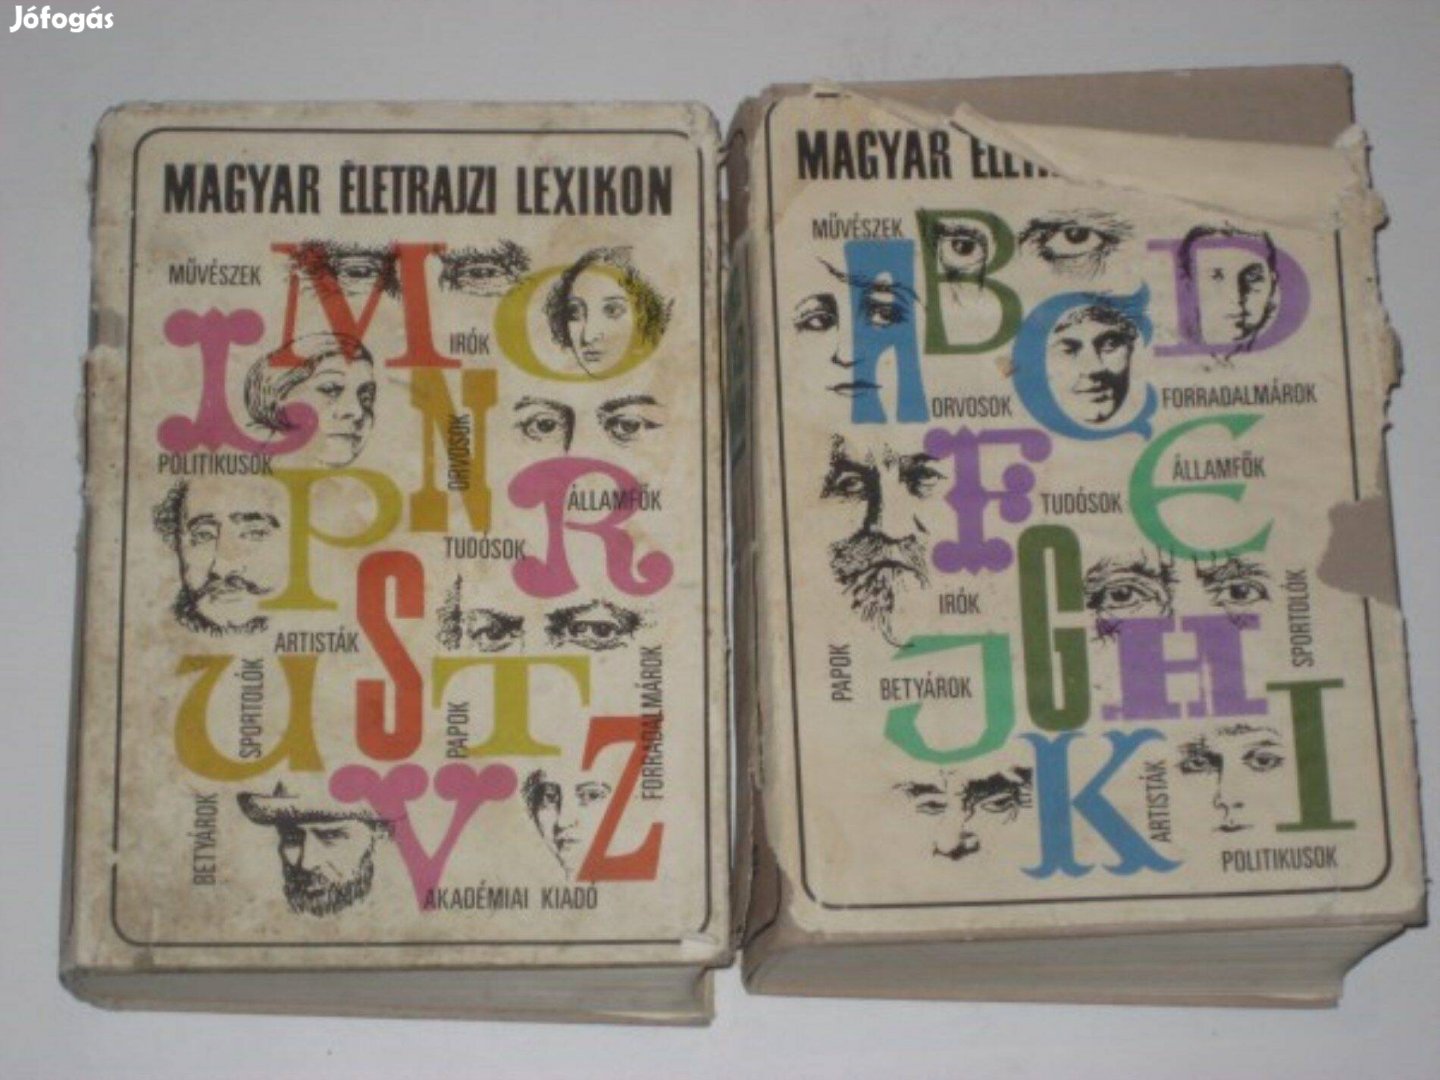 Jófogás
MAGYAR ÉLETRAJZI LEXIKON
MŰVÉSZEK
M
O
IRÓK
L
N
ORVOSOK
POLITIKUSOK
P
R
ÁLLAMFŐK
TUDÓSOK
S
ARTISTÁK
U
SPORTOLÓK
T
PAPOK
FORRADALMÁROK
Z
V
BETYÁROK
AKADÉMIAI KIADÓ
MAGYAR
MŰVÉSZEK
A
B
C
D
ORVOSOK
FORRADALMÁROK
F
E
ÁLLAMFŐK
TUDÓSOK
G
IRÓK
H
SPORTOLÓK
PAPOK
BETYÁROK
J
I
K
ARTISTÁK
POLITIKUSOK